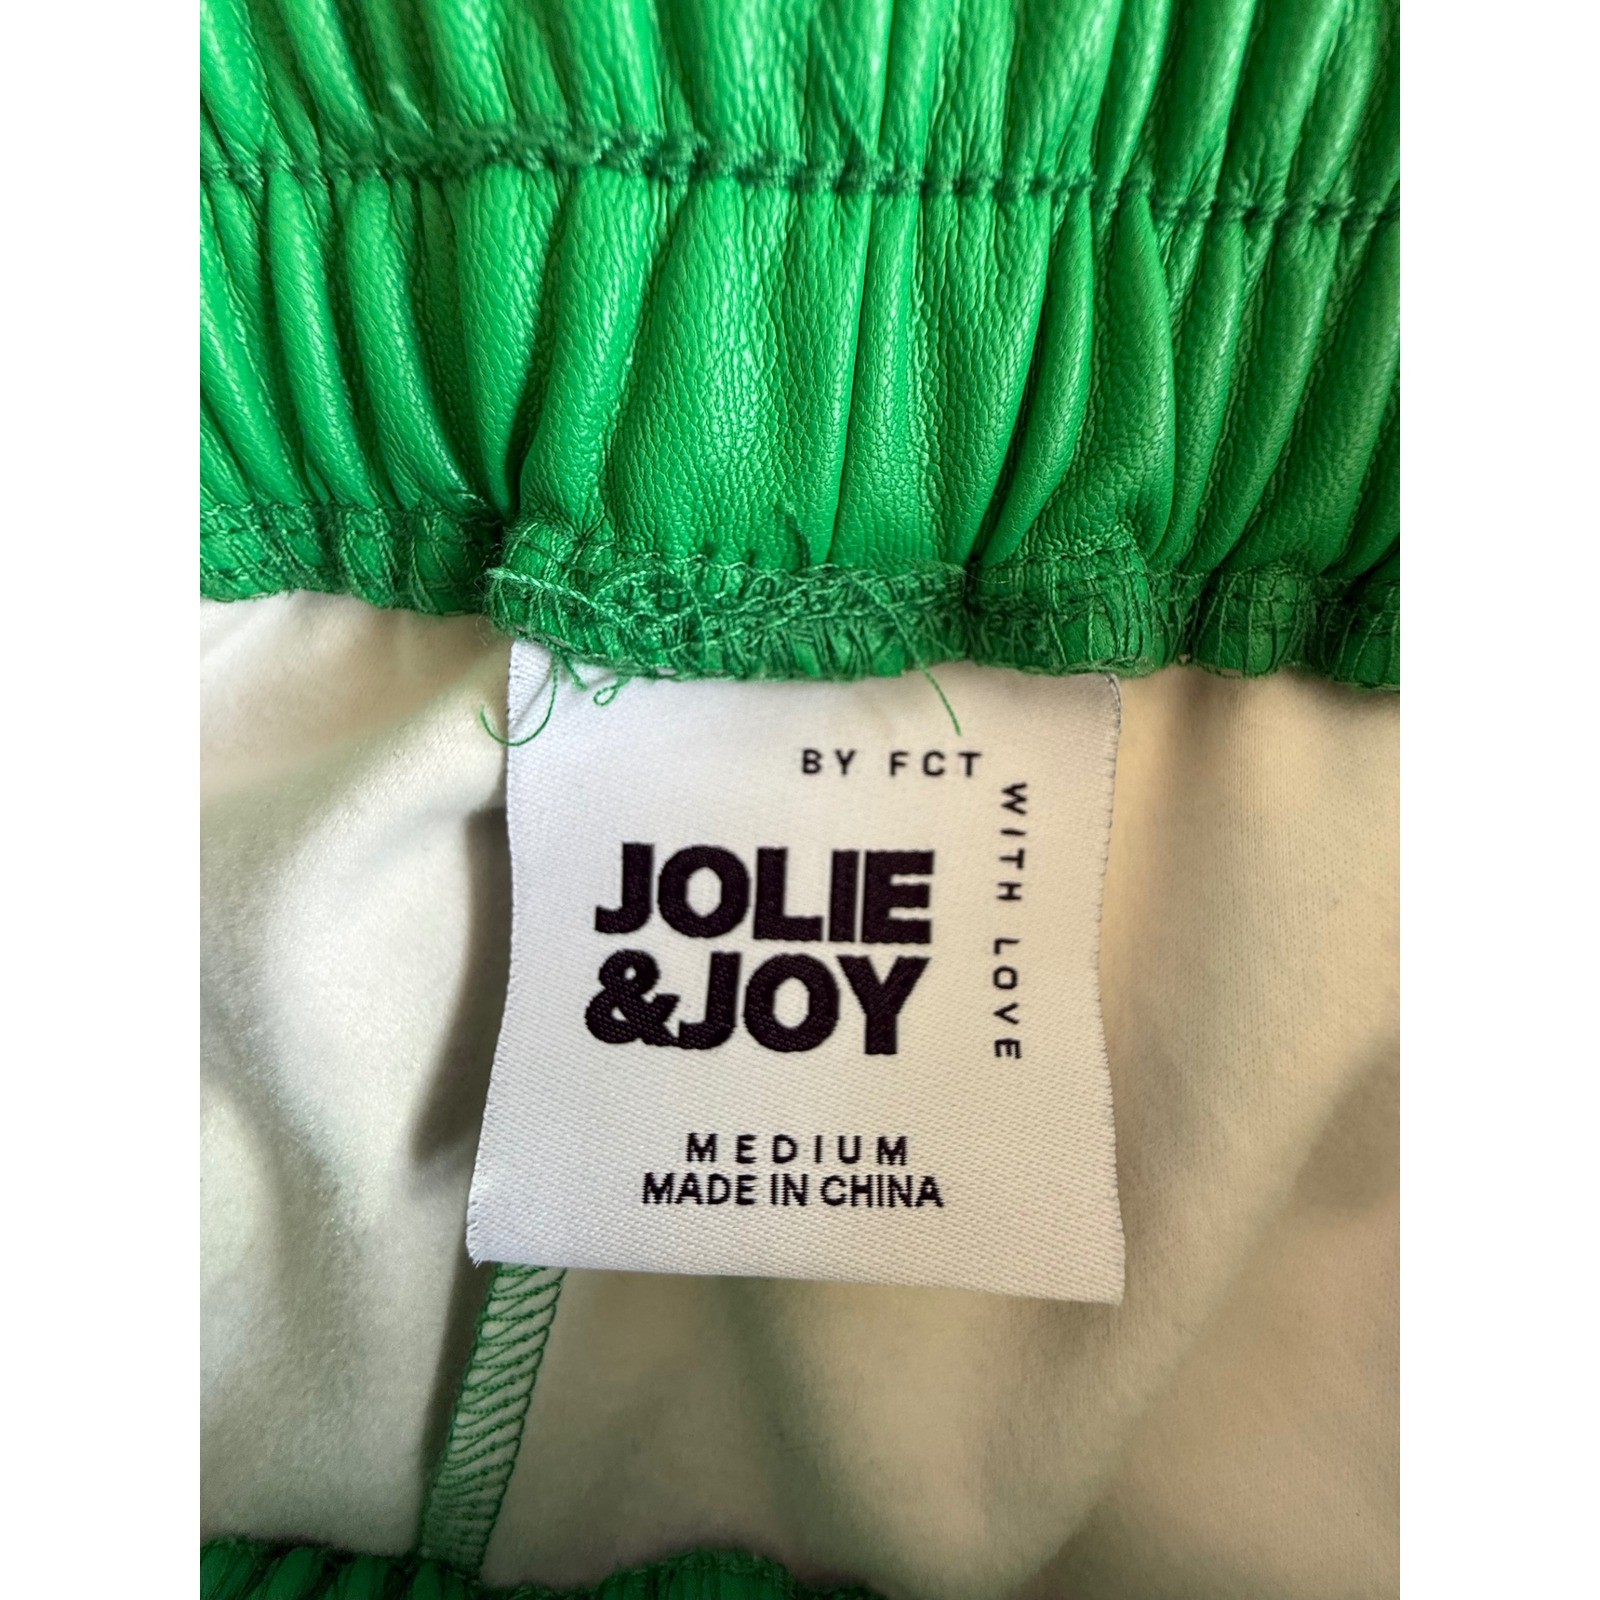 BY FCT
WITH LOVE
JOLIE
&JOY
MEDIUM
MADE IN CHINA